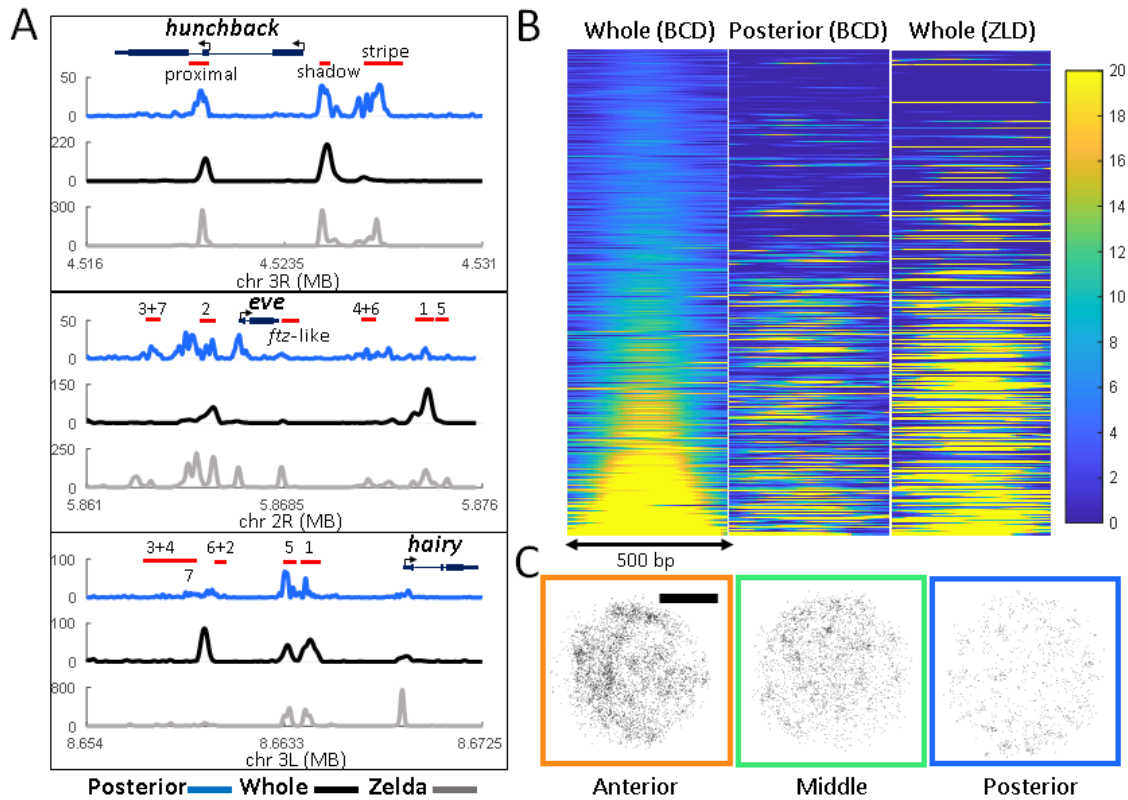 A
hunchback
proximal
shadow
stripe
50
0
220
0
300
0
4.516
4.5235
4.531
chr 3R (MB)
3+7
2
eve
ftz-like
4+6
1
5
50
0
150
0
250
0
5.861
5.8685
5.876
chr 2R (MB)
3+4
7
6+2
5
1
hairy
100
0
100
0
800
0
8.654
8.6633
8.6725
chr 3L (MB)
Posterior
Whole
Zelda
B
Whole (BCD)
Posterior (BCD)
Whole (ZLD)
20
18
16
14
12
10
8
6
4
2
0
500 bp
C
Anterior
Middle
Posterior